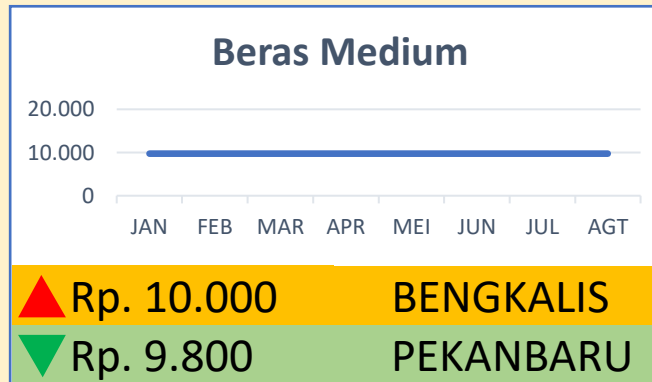 Beras Medium
20.000
10.000
0
JAN FEB MAR APR MEI JUN JUL AGT
Rp. 10.000 BENGKALIS
Rp. 9.800 PEKANBARU